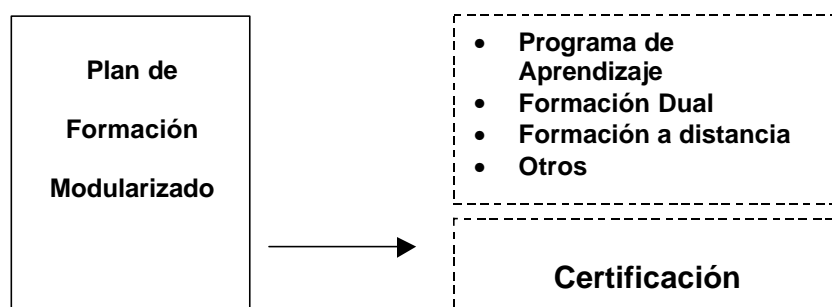 Plan de
Formación
Modularizado
• Programa de
Aprendizaje
• Formación Dual
• Formación a distancia
• Otros
Certificación